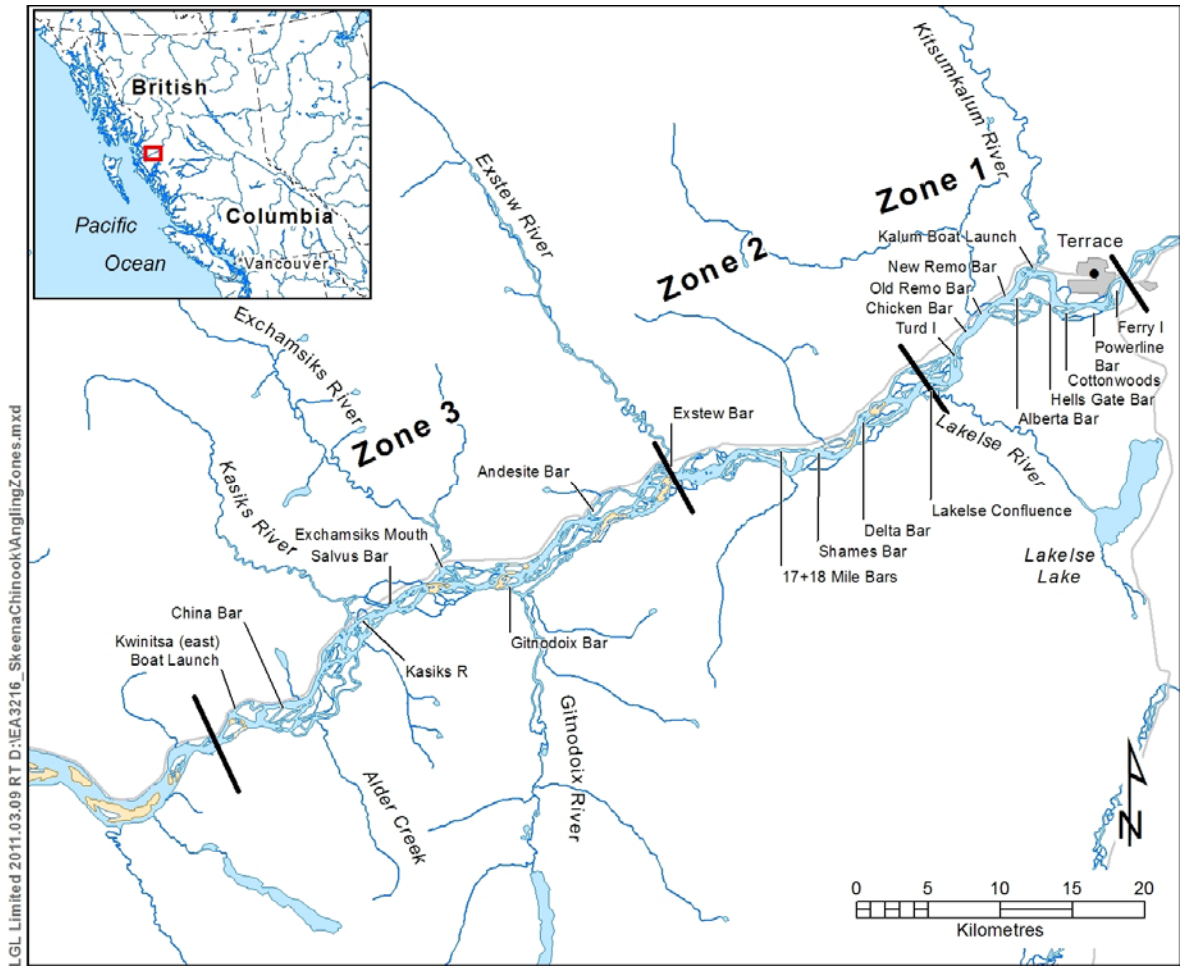 British
Columbia
Pacific
Ocean
Vancouver
Kitsumkalum River
Exstew River
Zone 1
Zone 2
Kalum Boat Launch
Terrace
New Remo Bar
Old Remo Bar
Chicken Bar
Turd I
Ferry I
Powerline
Bar
Cottonwoods
Hells Gate Bar
Alberta Bar
Exchamsiks
River
Zone 3
Exstew Bar
Lakelse River
Andesite Bar
Kasiks River
Lakelse Confluence
Delta Bar
Shames Bar
17+18 Mile Bars
Lakelse
Lake
Exchamsiks Mouth
Salvus Bar
China Bar
Kwinitsa (east)
Boat Launch
Gitnodoix Bar
Kasiks R
Gitnodoix River
Alder Creek
N
0 5 10 15 20
Kilometres
LGL Limited 2011.03.09 RT D:\EA3216_SkeenaChinook\AnglingZones.mxd